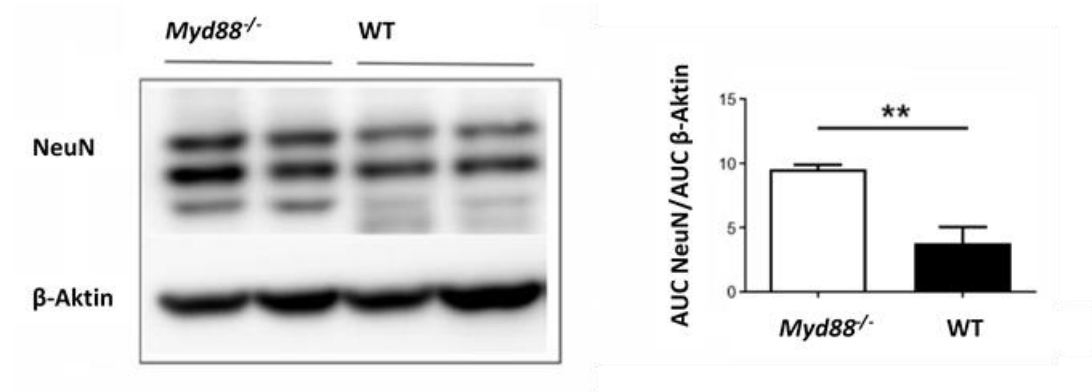 Myd88-/- WT
NeuN
β-Aktin
AUC NeuN/AUC β-Aktin
15
10
5
0
**
Myd88-/- WT